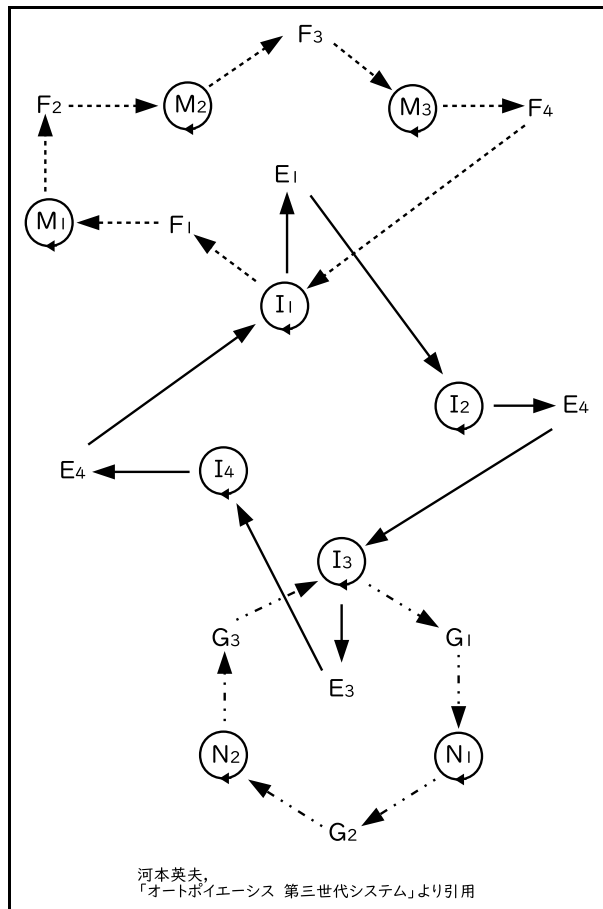 F3
F2 M2 M3 F4
E1
M1 F1
I1
I2 E4
E4 I4
I3
G3 G1
E3
N2 N1
G2
河本英夫,
「オートポイエーシス 第三世代システム」より引用